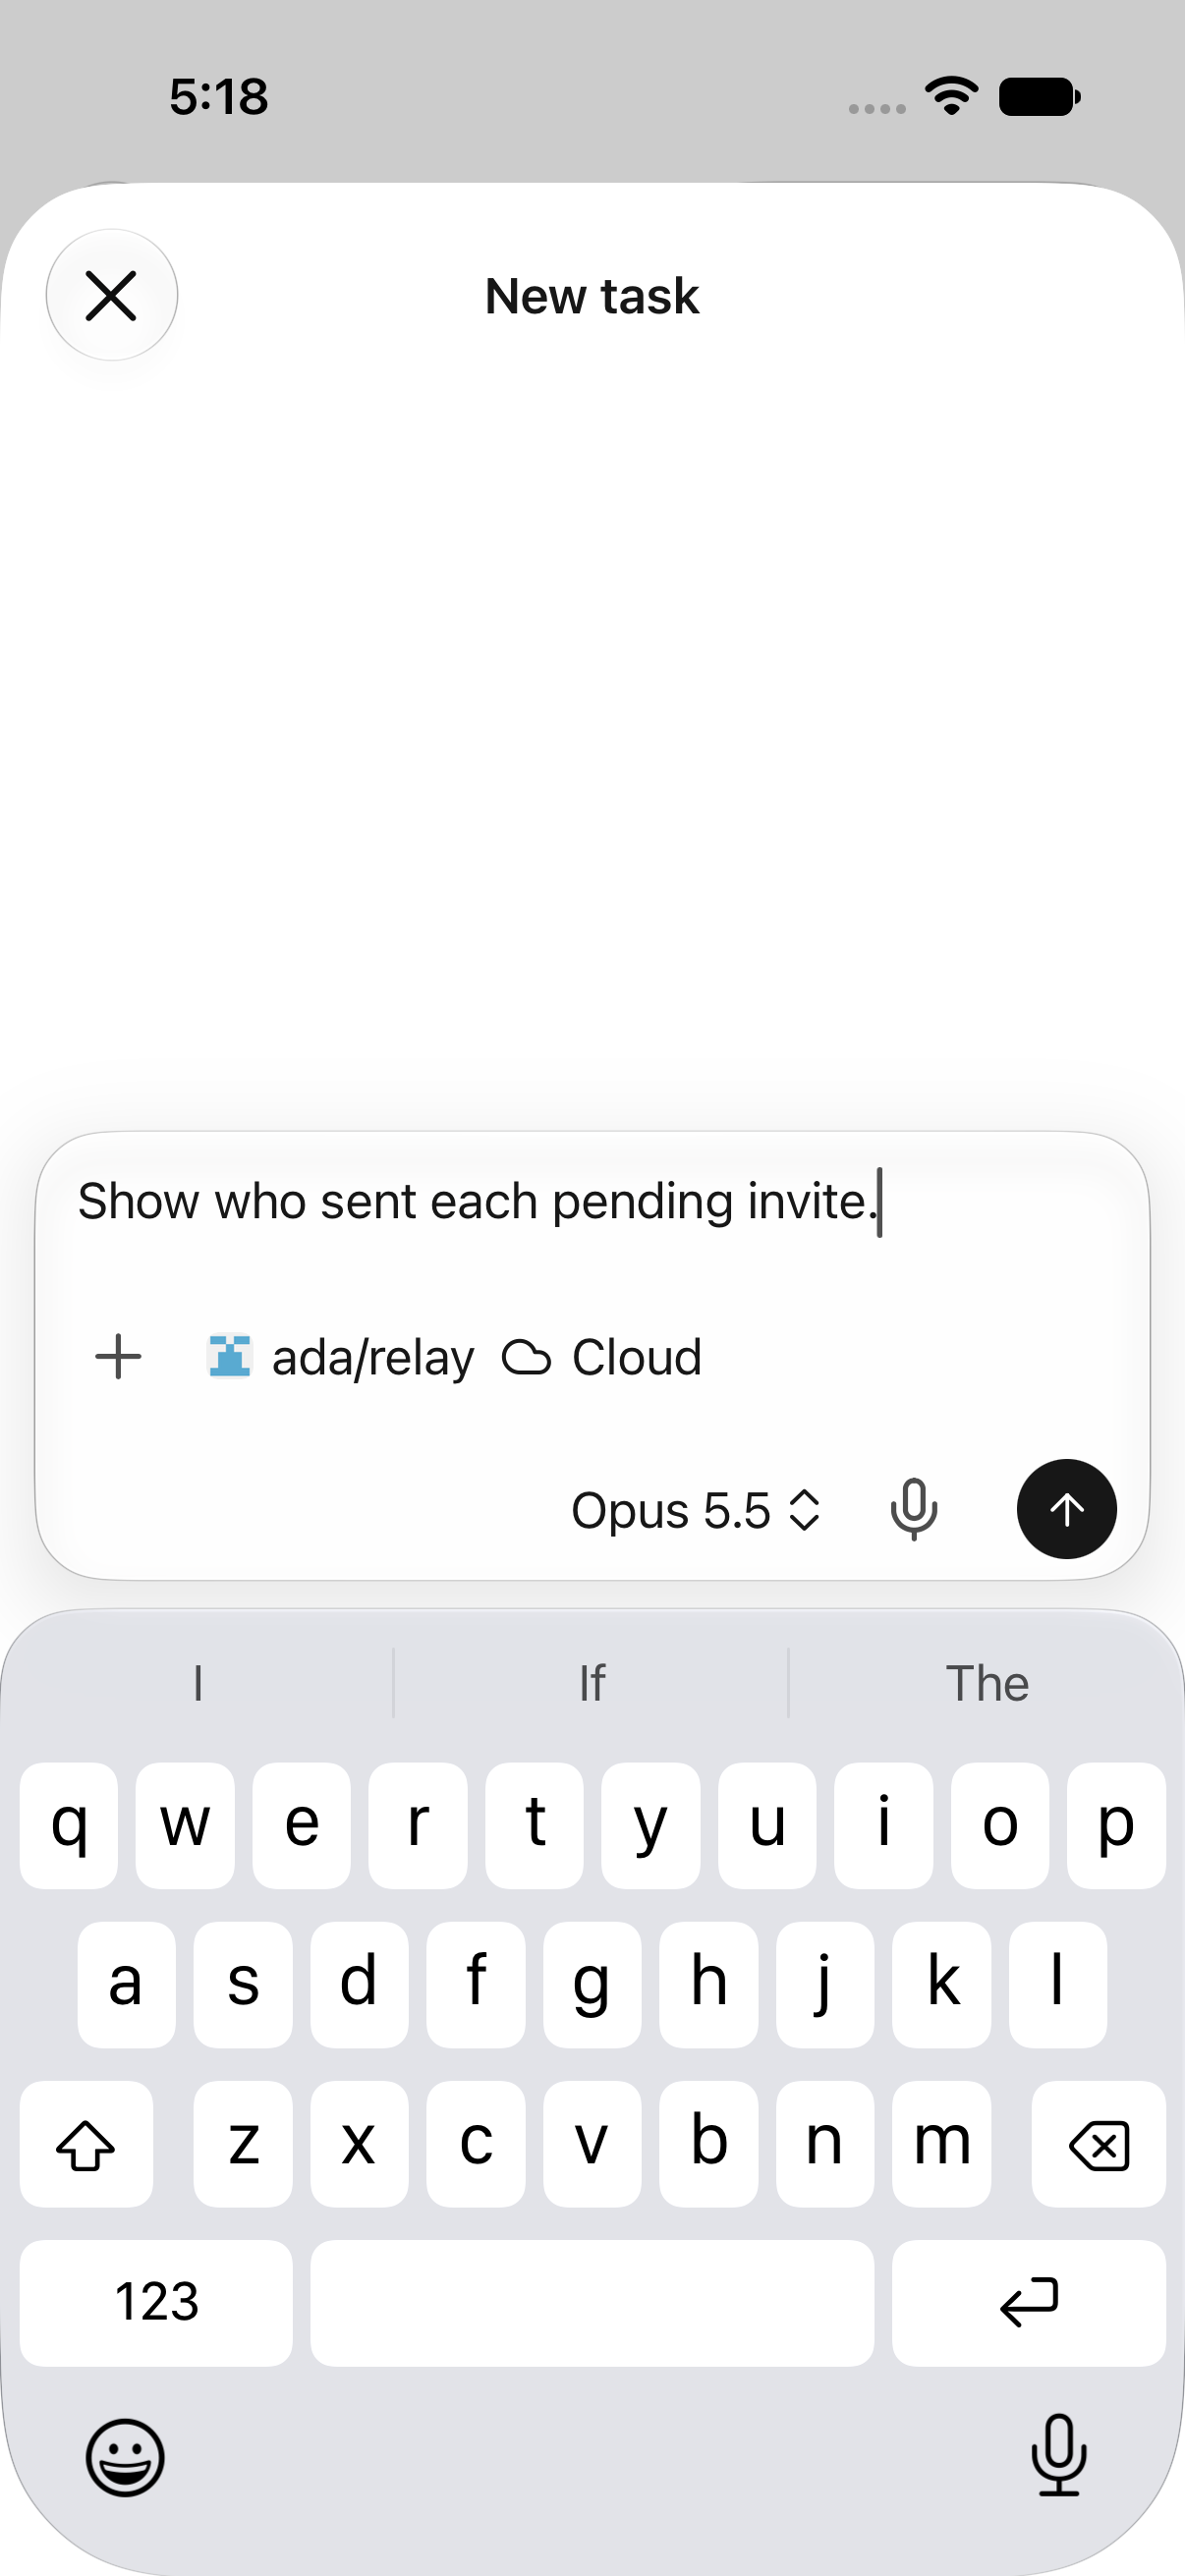 5:18
New task
Show who sent each pending invite.
ada/relay Cloud
Opus 5.5
I If The
q w e r t y u i o p
a s d f g h j k l
z x c v b n m
123